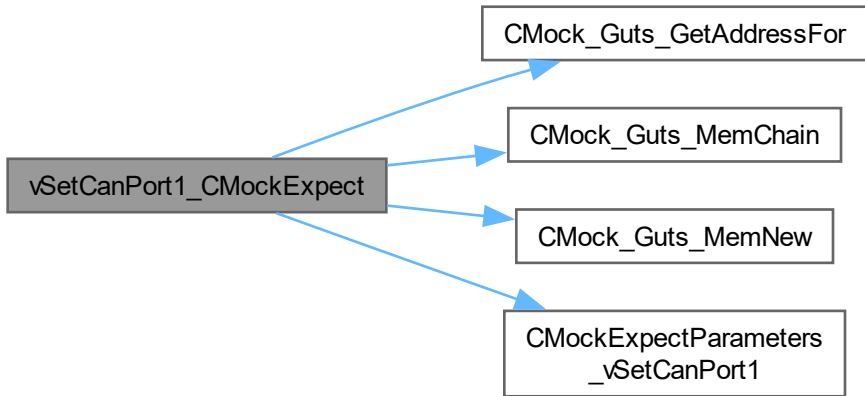 CMock_Guts_GetAddressFor
CMock_Guts_MemChain
vSetCanPort1_CMockExpect
CMock_Guts_MemNew
CMockExpectParameters
_vSetCanPort1